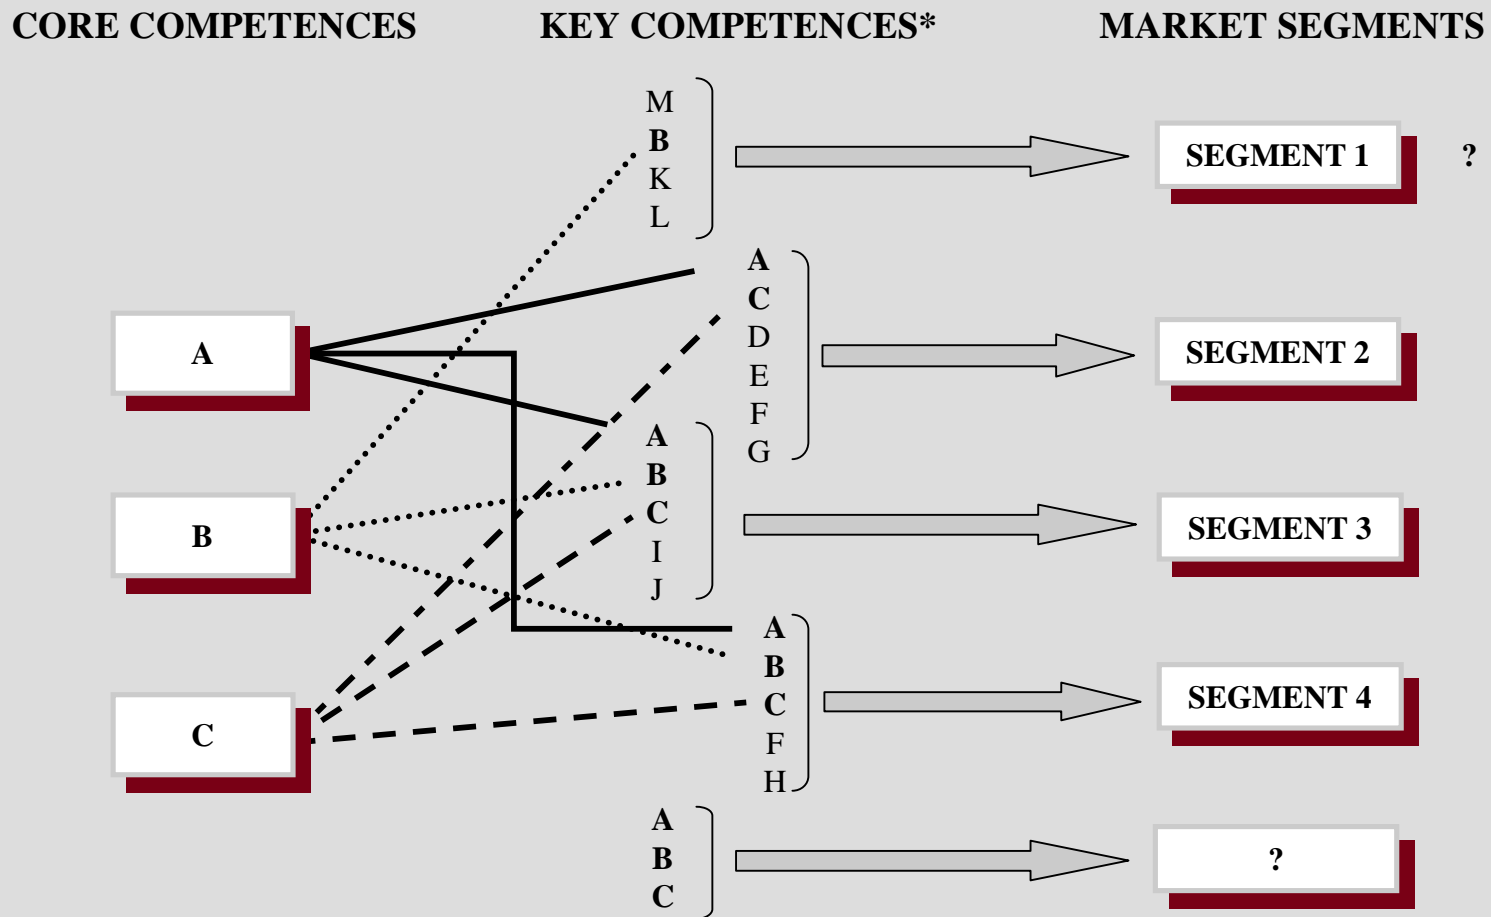 CORE COMPETENCES KEY COMPETENCES* MARKET SEGMENTS
M
B
K
L
SEGMENT 1 ?
A
C
D
E
F
G
A
SEGMENT 2
A
B
C
I
J
B
SEGMENT 3
A
B
C
F
H
C
SEGMENT 4
A
B
C
?